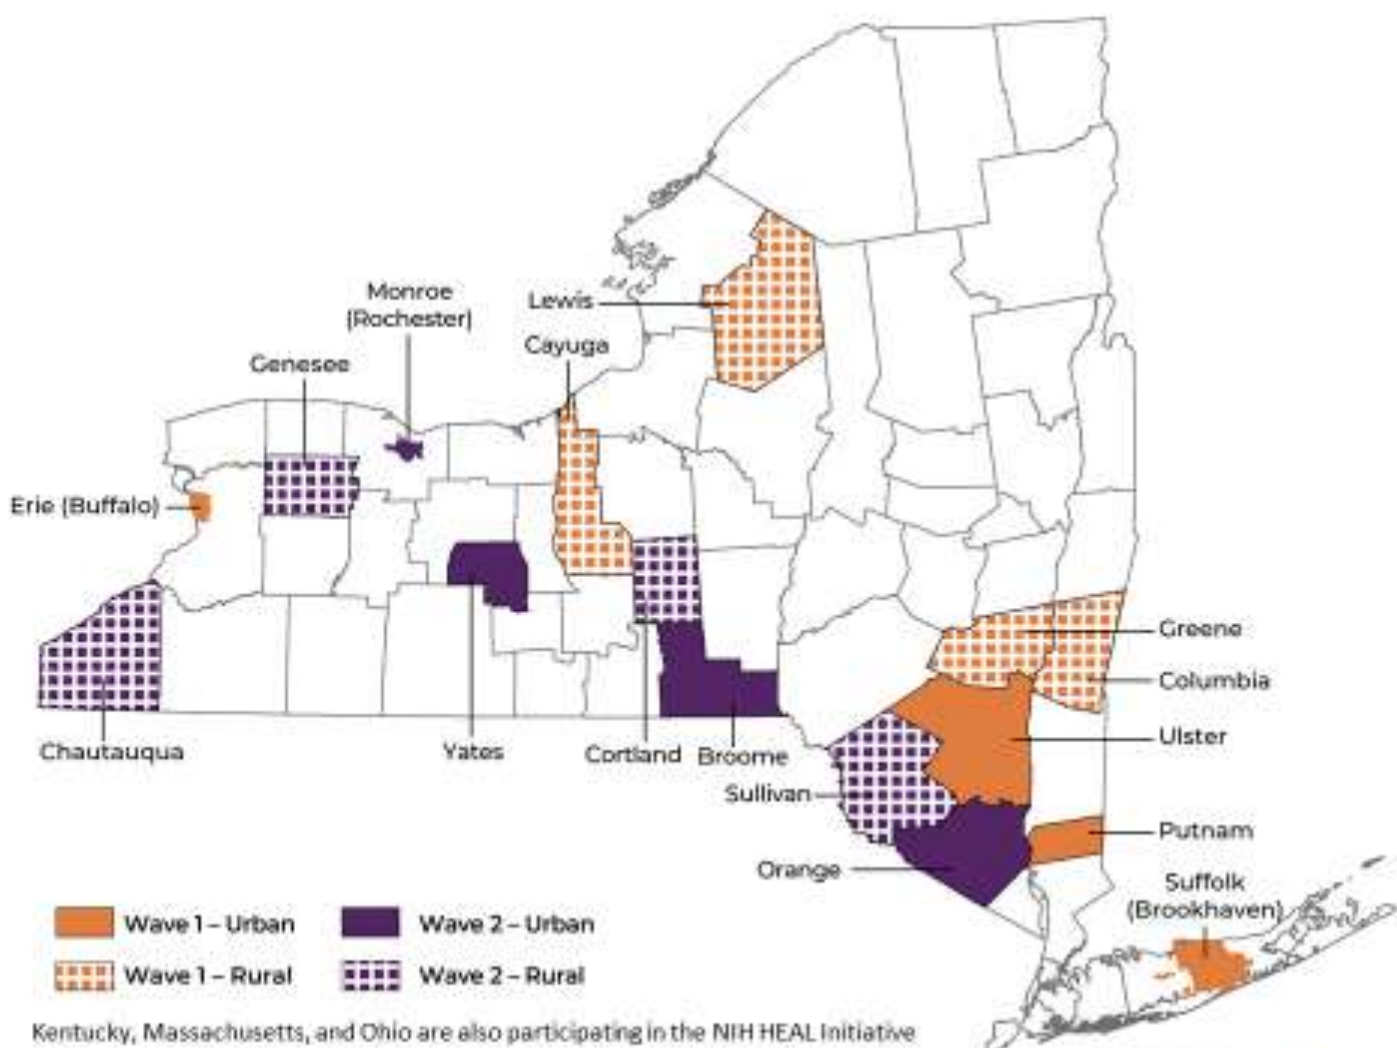 Monroe
(Rochester)
Lewis
Cayuga
Genesee
Erie (Buffalo)
Greene
Columbia
Ulster
Chautauqua
Yates
Cortland
Broome
Sullivan
Putnam
Orange
Suffolk
(Brookhaven)
Wave 1 – Urban
Wave 2 – Urban
Wave 1 – Rural
Wave 2 – Rural
Kentucky, Massachusetts, and Ohio are also participating in the NIH HEAL Initiative